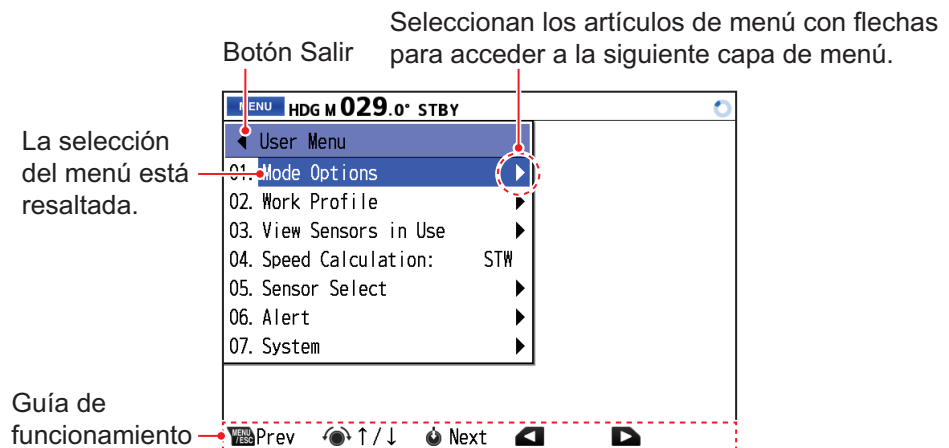 Seleccionan los artículos de menú con flechas
para acceder a la siguiente capa de menú.
Botón Salir
MENU HDG M 029.0° STBY
La selección
del menú está
resaltada.
◀ User Menu
01. Mode Options ▶
02. Work Profile ▶
03. View Sensors in Use ▶
04. Speed Calculation: STW
05. Sensor Select ▶
06. Alert ▶
07. System ▶
Guía de
funcionamiento
MENU/ESC Prev ↑/↓ Next ◀ ▶